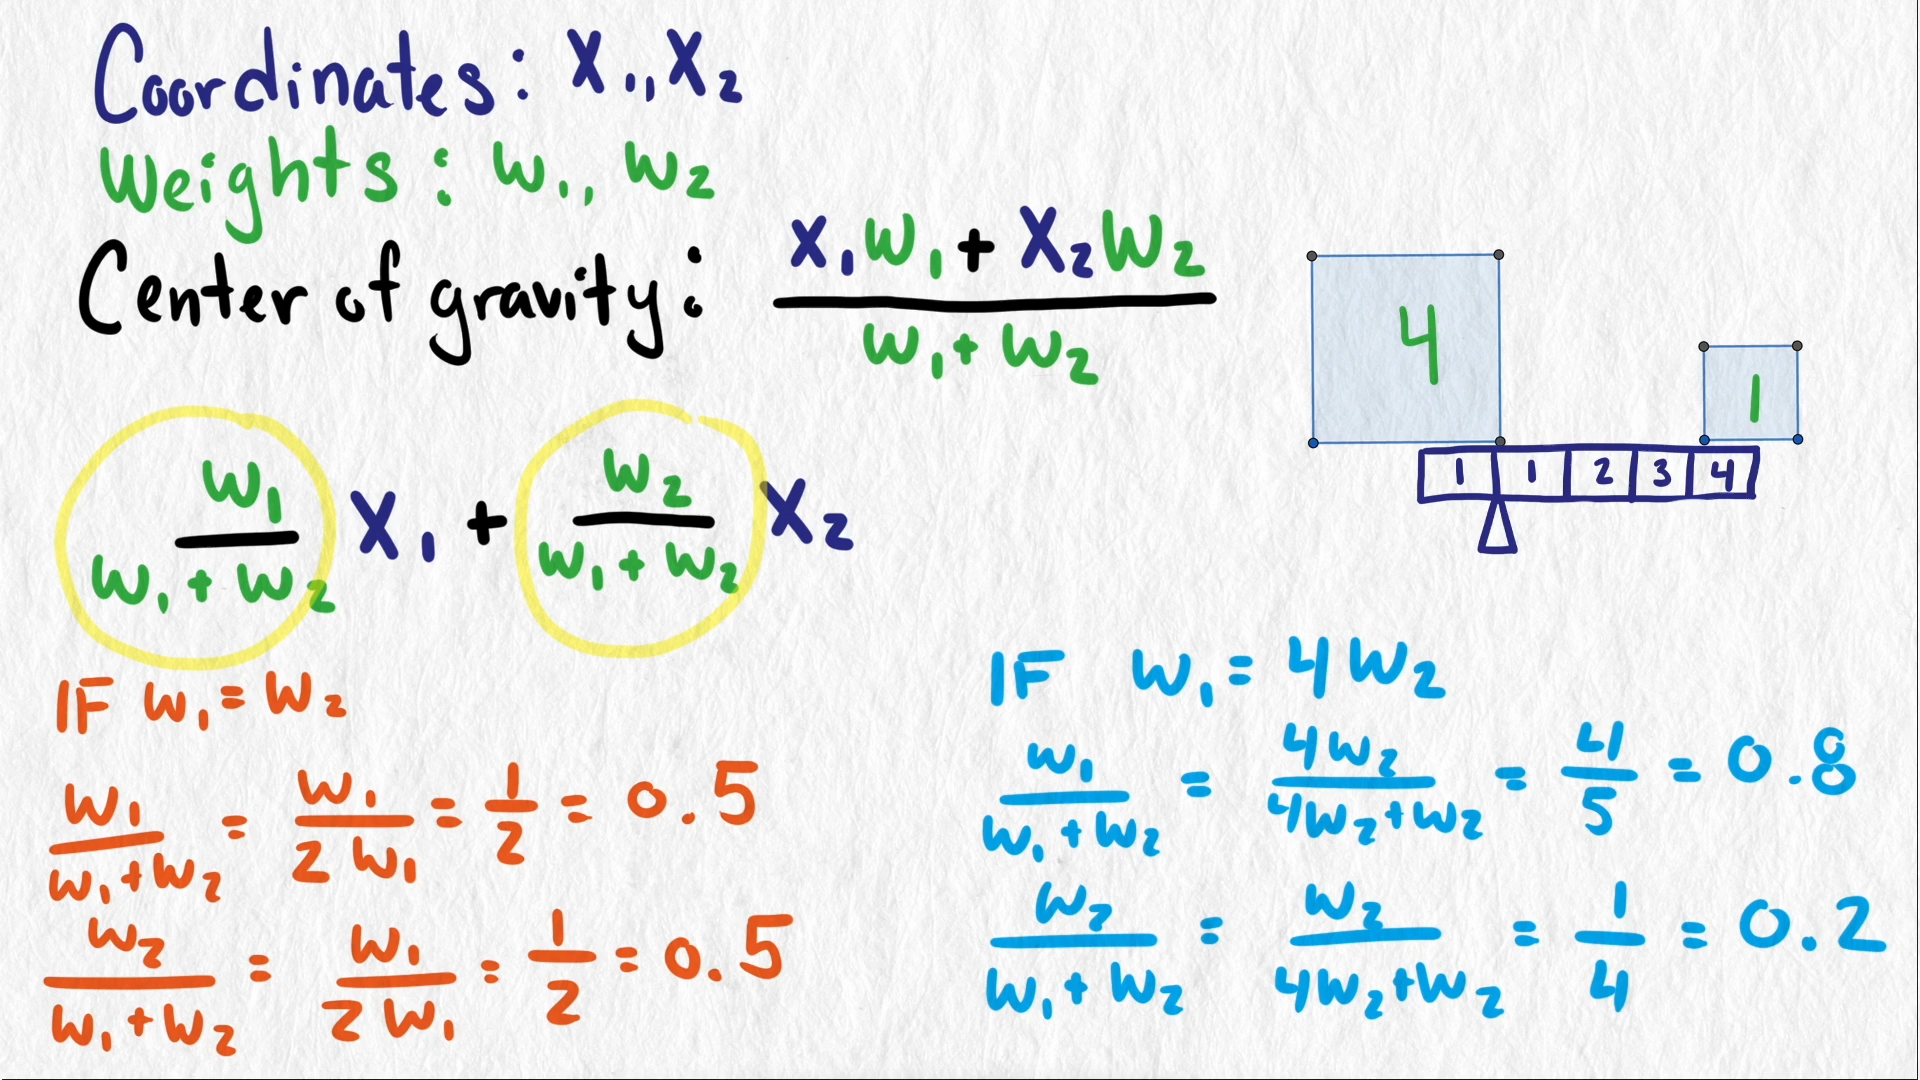 Coordinates: X₁, X₂
Weights: w₁, w₂
Center of gravity: (X₁w₁ + X₂w₂) / (w₁ + w₂)
4
1
1 1 2 3 4
w₁/(w₁ + w₂) X₁ + w₂/(w₁ + w₂) X₂
IF w₁ = w₂
w₁/(w₁ + w₂) = w₁/(2w₁) = 1/2 = 0.5
w₂/(w₁ + w₂) = w₁/(2w₁) = 1/2 = 0.5
IF w₁ = 4w₂
w₁/(w₁ + w₂) = 4w₂/(4w₂ + w₂) = 4/5 = 0.8
w₂/(w₁ + w₂) = w₂/(4w₂ + w₂) = 1/4 = 0.2